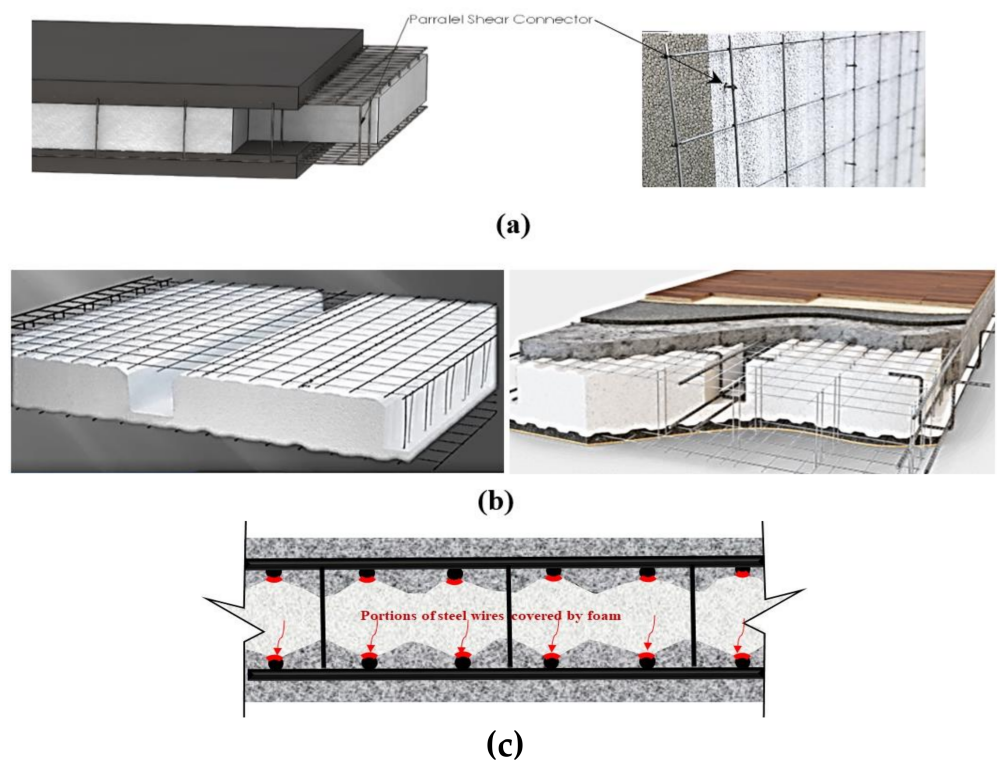 Parralel Shear Connector
(a)
(b)
Portions of steel wires covered by foam
(c)